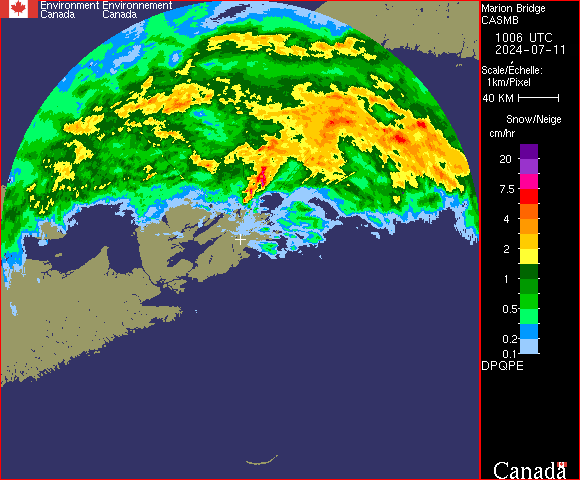 Environment Environnement
Canada Canada
Marion Bridge
CASMB
1006 UTC
2024-07-11
Scale/Echelle:
1km/Pixel
40 KM
Snow/Neige
cm/hr
20
7.5
4
2
1
0.5
0.2
0.1
DPQPE
Canada